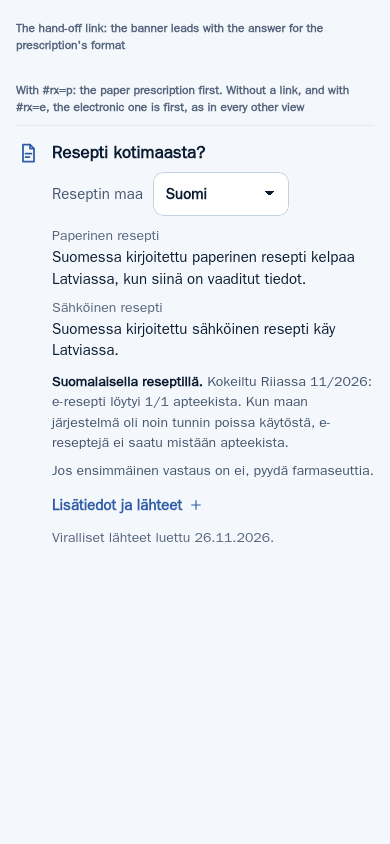 The hand-off link: the banner leads with the answer for the
prescription's format
With #rx=p: the paper prescription first. Without a link, and with
#rx=e, the electronic one is first, as in every other view
Resepti kotimaasta?
Reseptin maa
Suomi
Paperinen resepti
Suomessa kirjoitettu paperinen resepti kelpaa
Latviassa, kun siinä on vaaditut tiedot.
Sähköinen resepti
Suomessa kirjoitettu sähköinen resepti käy
Latviassa.
Suomalaisella reseptillä. Kokeiltu Riiassa 11/2026:
e-resepti löytyi 1/1 apteekista. Kun maan
järjestelmä oli noin tunnin poissa käytöstä, e-
reseptejä ei saatu mistään apteekista.
Jos ensimmäinen vastaus on ei, pyydä farmaseuttia.
Lisätiedot ja lähteet +
Viralliset lähteet luettu 26.11.2026.